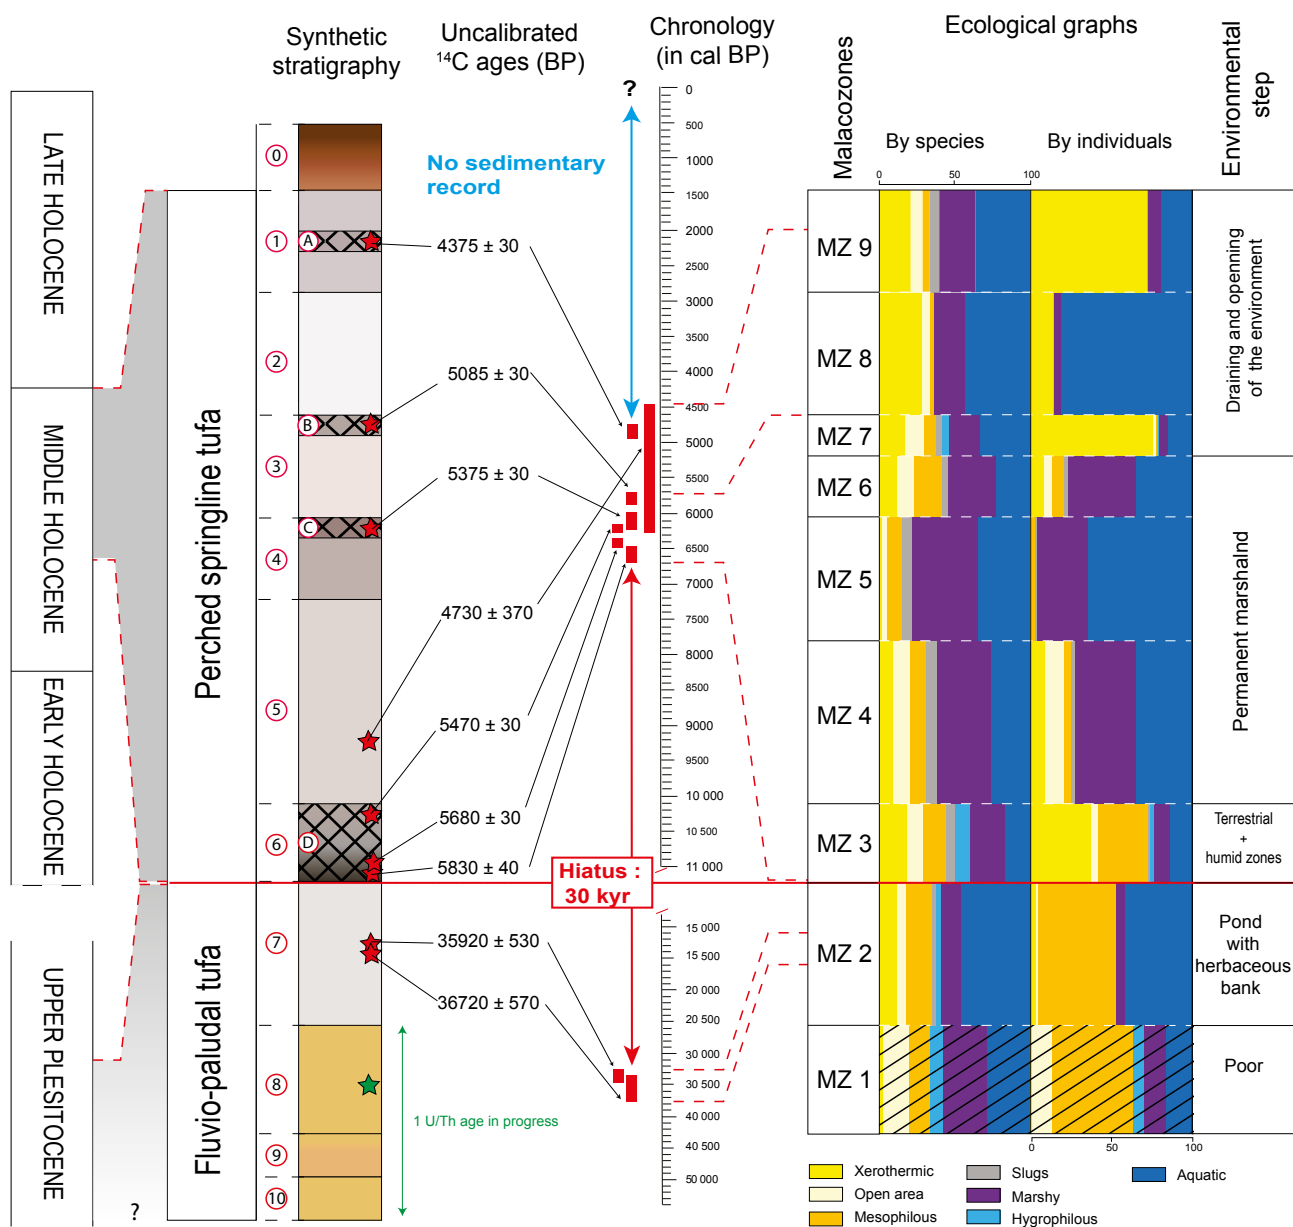 Synthetic
stratigraphy
Uncalibrated
14C ages (BP)
Chronology
(in cal BP)
Malacozones
Ecological graphs
By species
By individuals
Environmental
step
LATE HOLOCENE
MIDDLE HOLOCENE
EARLY HOLOCENE
UPPER PLESITOCENE
?
Perched springline tufa
Fluvio-paludal tufa
0
1
2
3
4
5
6
7
8
9
10
A
B
C
D
No sedimentary
record
?
4375 ± 30
5085 ± 30
5375 ± 30
4730 ± 370
5470 ± 30
5680 ± 30
5830 ± 40
35920 ± 530
36720 ± 570
Hiatus :
30 kyr
1 U/Th age in progress
0
500
1000
1500
2000
2500
3000
3500
4000
4500
5000
5500
6000
6500
7000
7500
8000
8500
9000
9500
10 000
10 500
11 000
15 000
15 500
20 000
20 500
30 000
30 500
40 000
40 500
50 000
0
50
100
MZ 9
MZ 8
MZ 7
MZ 6
MZ 5
MZ 4
MZ 3
MZ 2
MZ 1
Draining and openning
of the environment
Permanent marshalnd
Terrestrial
+
humid zones
Pond
with
herbaceous
bank
Poor
0
50
100
Xerothermic
Open area
Mesophilous
Slugs
Marshy
Hygrophilous
Aquatic